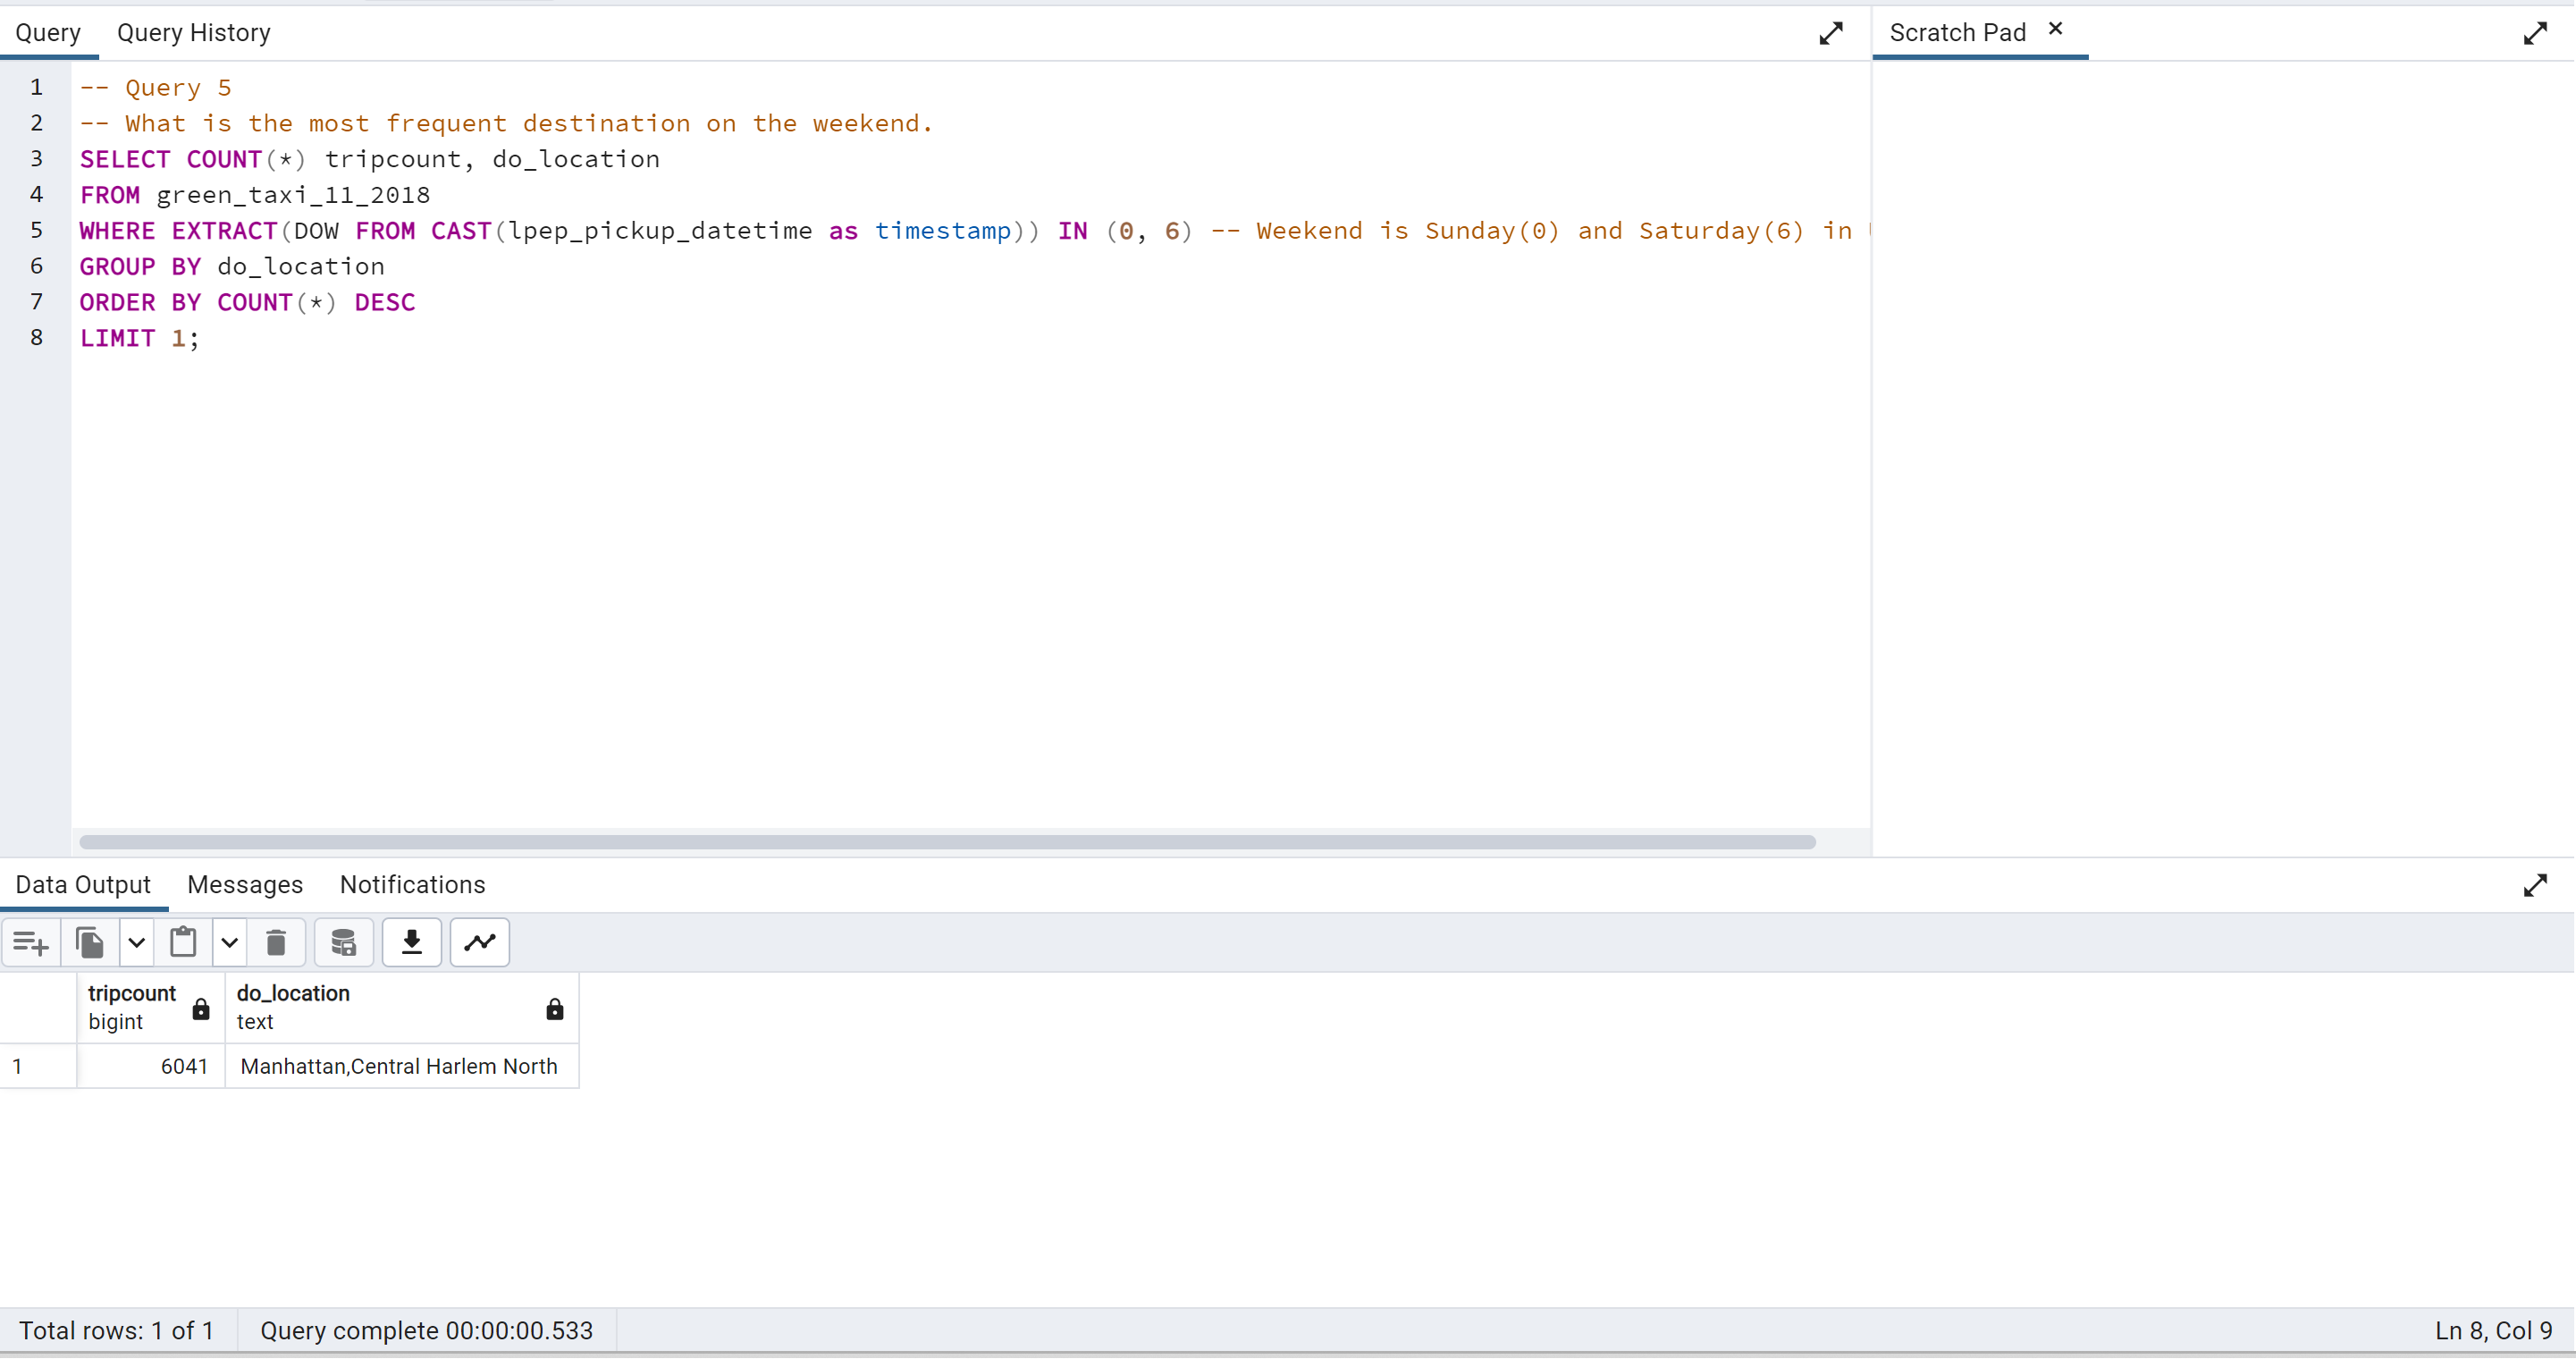 Query Query History
Scratch Pad
1 -- Query 5
2 -- What is the most frequent destination on the weekend.
3 SELECT COUNT(*) tripcount, do_location
4 FROM green_taxi_11_2018
5 WHERE EXTRACT(DOW FROM CAST(lpep_pickup_datetime as timestamp)) IN (0, 6) -- Weekend is Sunday(0) and Saturday(6) in
6 GROUP BY do_location
7 ORDER BY COUNT(*) DESC
8 LIMIT 1;
Data Output Messages Notifications
tripcount do_location
bigint text
1 6041 Manhattan,Central Harlem North
Total rows: 1 of 1 Query complete 00:00:00.533 Ln 8, Col 9